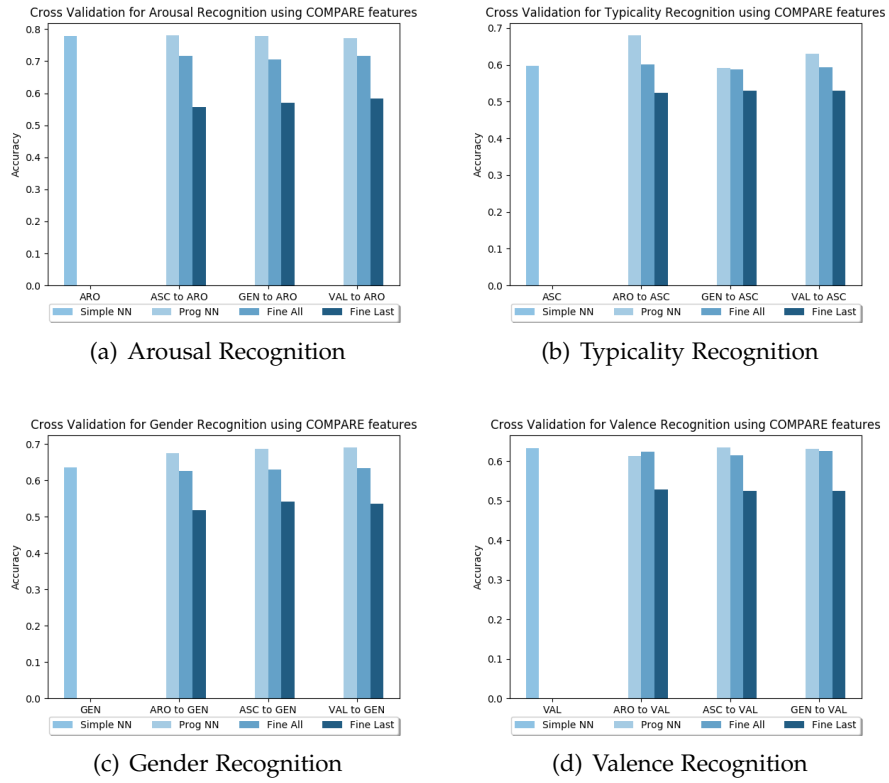 Cross Validation for Arousal Recognition using COMPARE features
0.8
0.7
0.6
0.5
0.4
0.3
0.2
0.1
0.0
Accuracy
ARO ASC to ARO GEN to ARO VAL to ARO
Simple NN Prog NN Fine All Fine Last
(a) Arousal Recognition
Cross Validation for Typicality Recognition using COMPARE features
0.7
0.6
0.5
0.4
0.3
0.2
0.1
0.0
Accuracy
ASC ARO to ASC GEN to ASC VAL to ASC
Simple NN Prog NN Fine All Fine Last
(b) Typicality Recognition
Cross Validation for Gender Recognition using COMPARE features
0.7
0.6
0.5
0.4
0.3
0.2
0.1
0.0
Accuracy
GEN ARO to GEN ASC to GEN VAL to GEN
Simple NN Prog NN Fine All Fine Last
(c) Gender Recognition
Cross Validation for Valence Recognition using COMPARE features
0.6
0.5
0.4
0.3
0.2
0.1
0.0
Accuracy
VAL ARO to VAL ASC to VAL GEN to VAL
Simple NN Prog NN Fine All Fine Last
(d) Valence Recognition